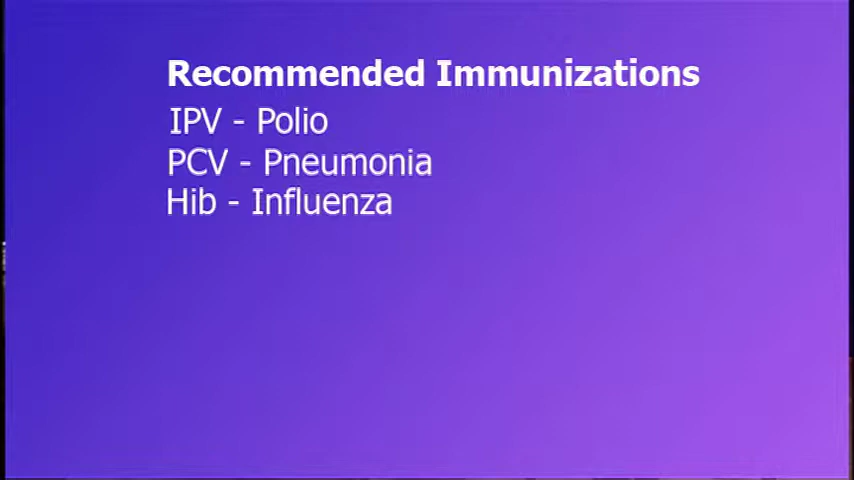 Recommended Immunizations
IPV - Polio
PCV - Pneumonia
Hib - Influenza